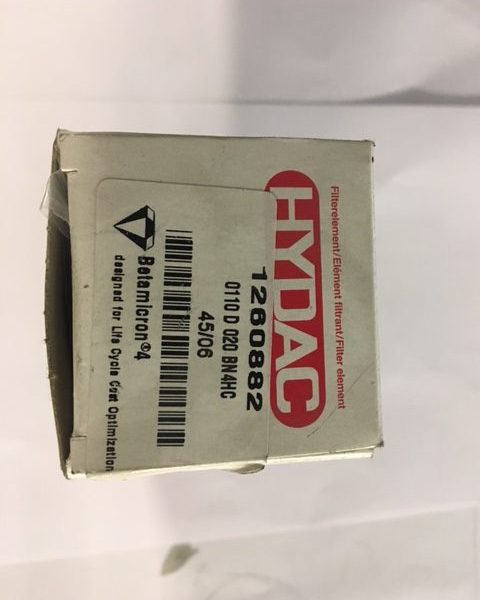 Filterelement/Elément filtrant/Filter element
HYDAC
1260882
0110 D 020 BN4HC
45/06
Betamicron®4
designed for Life Cycle Cost Optimization